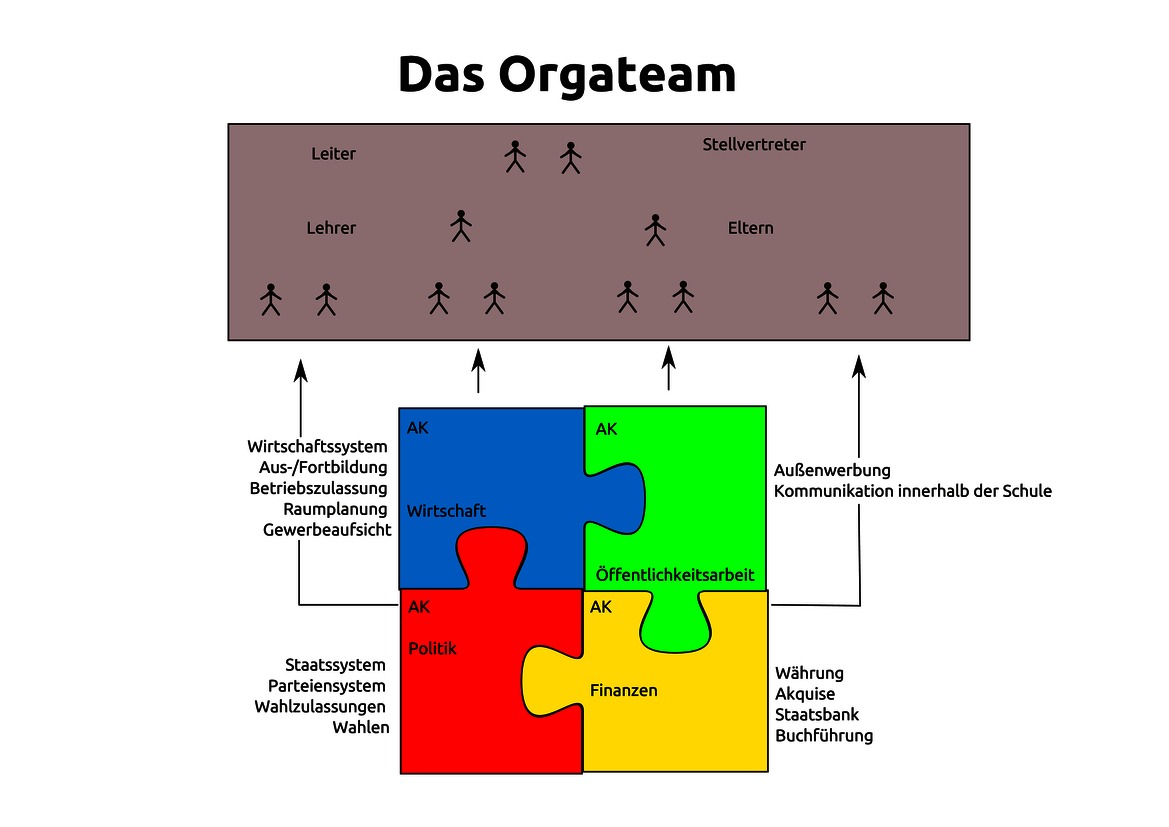 Das Orgateam
Leiter
Stellvertreter
Lehrer
Eltern
Wirtschaftssystem
Aus-/Fortbildung
Betriebszulassung
Raumplanung
Gewerbeaufsicht
AK
Wirtschaft
AK
Öffentlichkeitsarbeit
Außenwerbung
Kommunikation innerhalb der Schule
Staatssystem
Parteiensystem
Wahlzulassungen
Wahlen
AK
Politik
AK
Finanzen
Währung
Akquise
Staatsbank
Buchführung